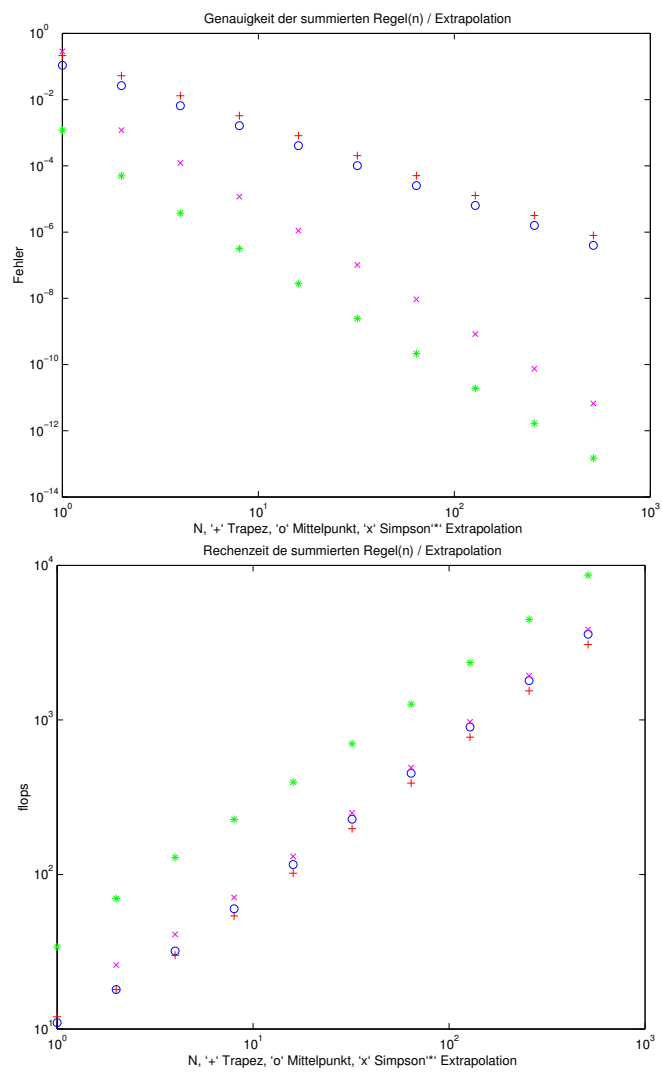 Genauigkeit der summierten Regel(n) / Extrapolation
10^0
10^-2
10^-4
10^-6
10^-8
10^-10
10^-12
10^-14
Fehler
10^0 10^1 10^2 10^3
N, '+' Trapez, 'o' Mittelpunkt, 'x' Simpson'*' Extrapolation
Rechenzeit de summierten Regel(n) / Extrapolation
10^4
10^3
10^2
10^1
flops
10^0 10^1 10^2 10^3
N, '+' Trapez, 'o' Mittelpunkt, 'x' Simpson'*' Extrapolation